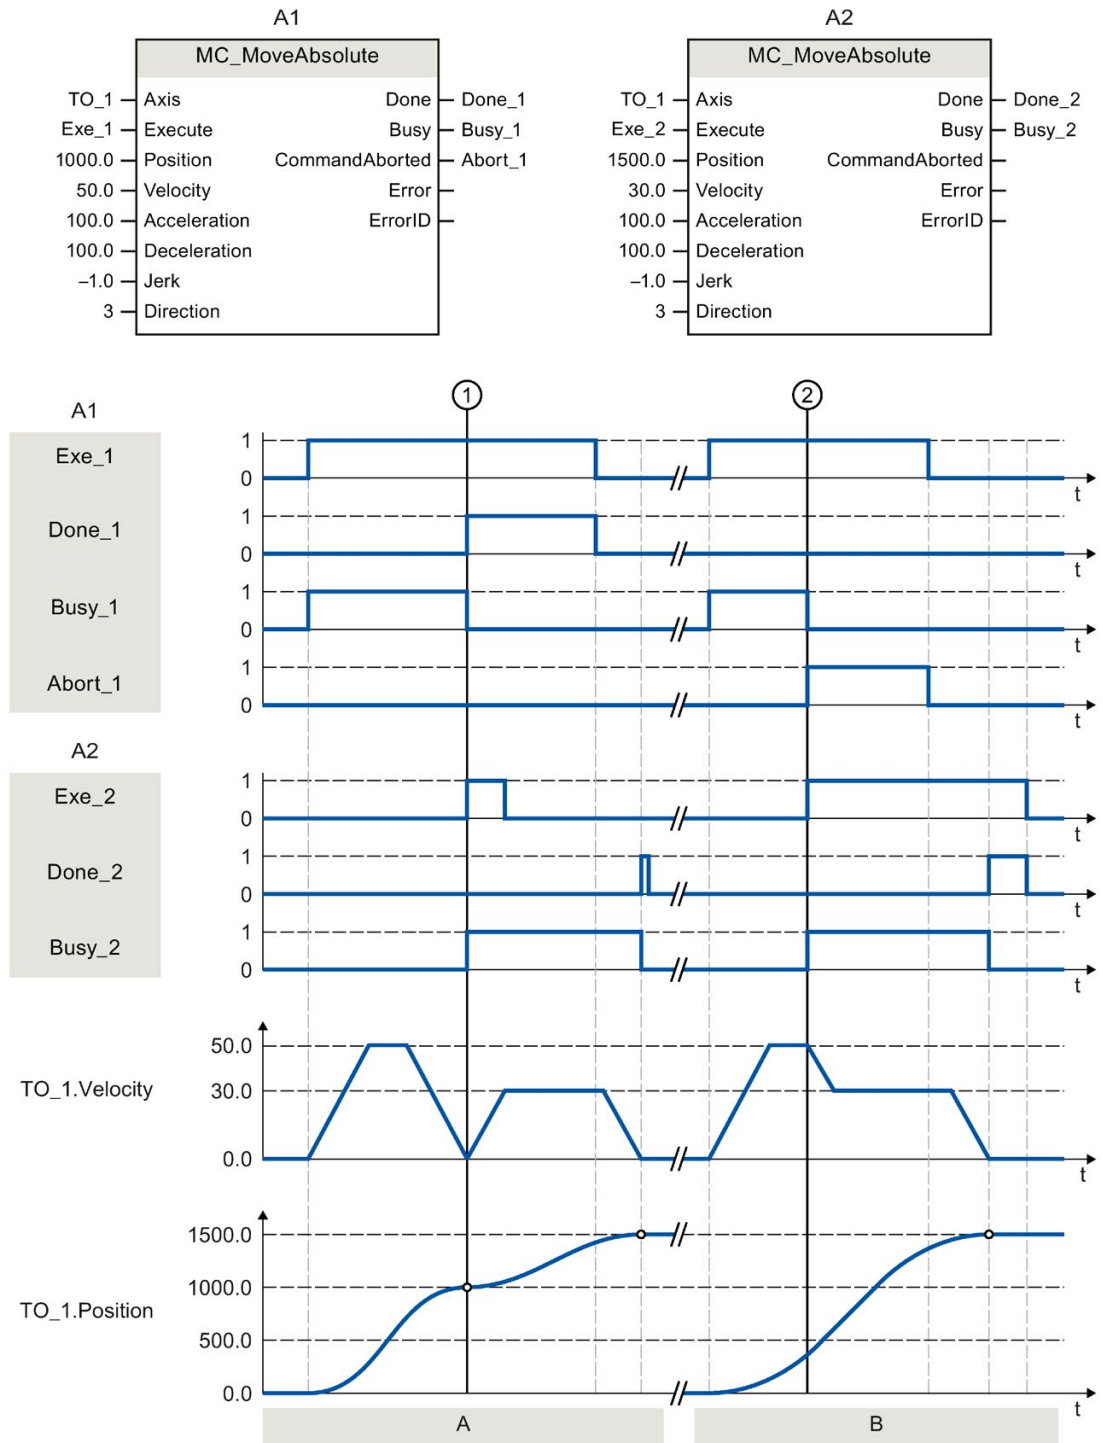 A1 A2
MC_MoveAbsolute MC_MoveAbsolute
TO_1 Axis Done Done_1 TO_1 Axis Done Done_2
Exe_1 Execute Busy Busy_1 Exe_2 Execute Busy Busy_2
1000.0 Position CommandAborted Abort_1 1500.0 Position CommandAborted
50.0 Velocity Error 30.0 Velocity Error
100.0 Acceleration ErrorID 100.0 Acceleration ErrorID
100.0 Deceleration 100.0 Deceleration
–1.0 Jerk –1.0 Jerk
3 Direction 3 Direction
1 2
A1
1
Exe_1
0
t
1
Done_1
0
t
1
Busy_1
0
t
1
Abort_1
0
t
A2
1
Exe_2
0
t
1
Done_2
0
t
1
Busy_2
0
t
50.0
TO_1.Velocity 30.0
0.0
t
1500.0
1000.0
TO_1.Position
500.0
0.0
t
A B